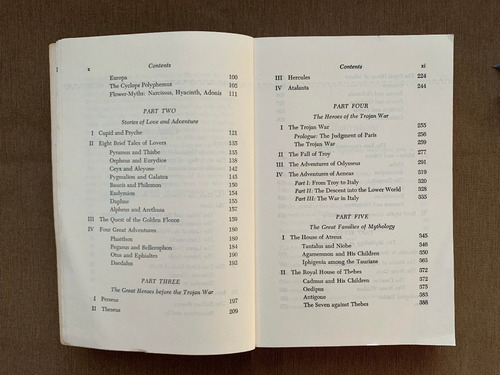 x Contents
Europa 100
The Cyclops Polyphemus 105
Flower-Myths: Narcissus, Hyacinth, Adonis 111
PART TWO
Stories of Love and Adventure
I Cupid and Psyche 121
II Eight Brief Tales of Lovers 135
Pyramus and Thisbe 135
Orpheus and Eurydice 138
Ceyx and Alcyone 142
Pygmalion and Galatea 145
Baucis and Philemon 150
Endymion 154
Daphne 155
Alpheus and Arethusa 155
III The Quest of the Golden Fleece 159
IV Four Great Adventures 180
Phaëthon 180
Pegasus and Bellerophon 184
Otus and Ephialtes 190
Daedalus 192
PART THREE
The Great Heroes before the Trojan War
I Perseus 197
II Theseus 209
Contents xi
III Hercules 224
IV Atalanta 244
PART FOUR
The Heroes of the Trojan War
I The Trojan War 255
Prologue: The Judgment of Paris 256
The Trojan War 259
II The Fall of Troy 277
III The Adventures of Odysseus 291
IV The Adventures of Aeneas 319
Part I: From Troy to Italy 320
Part II: The Descent into the Lower World 328
Part III: The War in Italy 335
PART FIVE
The Great Families of Mythology
I The House of Atreus 345
Tantalus and Niobe 346
Agamemnon and His Children 350
Iphigenia among the Taurians 365
II The Royal House of Thebes 372
Cadmus and His Children 372
Oedipus 375
Antigone 383
The Seven against Thebes 388